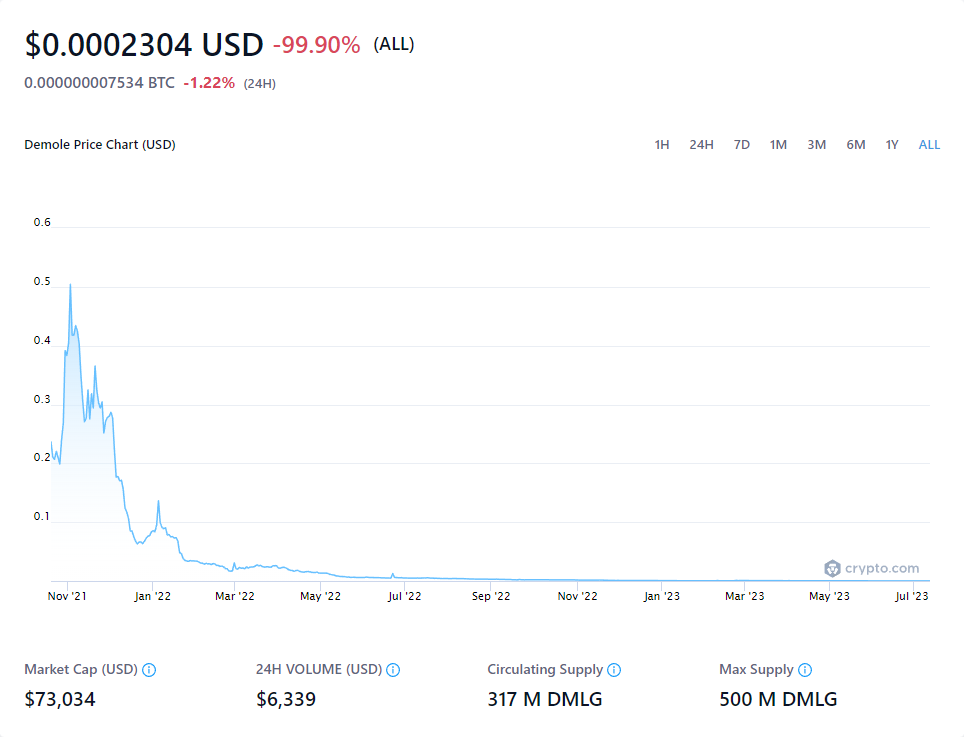 $0.0002304 USD -99.90% (ALL)
0.000000007534 BTC -1.22% (24H)
Demole Price Chart (USD) 1H 24H 7D 1M 3M 6M 1Y ALL
0.6
0.5
0.4
0.3
0.2
0.1
crypto.com
Nov '21 Jan '22 Mar '22 May '22 Jul '22 Sep '22 Nov '22 Jan '23 Mar '23 May '23 Jul '23
Market Cap (USD) 24H VOLUME (USD) Circulating Supply Max Supply
$73,034 $6,339 317 M DMLG 500 M DMLG